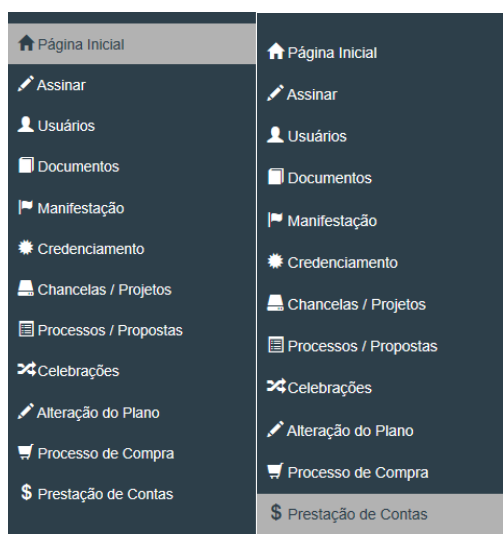 Página Inicial
Assinar
Usuários
Documentos
Manifestação
Credenciamento
Chancelas / Projetos
Processos / Propostas
Celebrações
Alteração do Plano
Processo de Compra
$ Prestação de Contas
Página Inicial
Assinar
Usuários
Documentos
Manifestação
Credenciamento
Chancelas / Projetos
Processos / Propostas
Celebrações
Alteração do Plano
Processo de Compra
$ Prestação de Contas